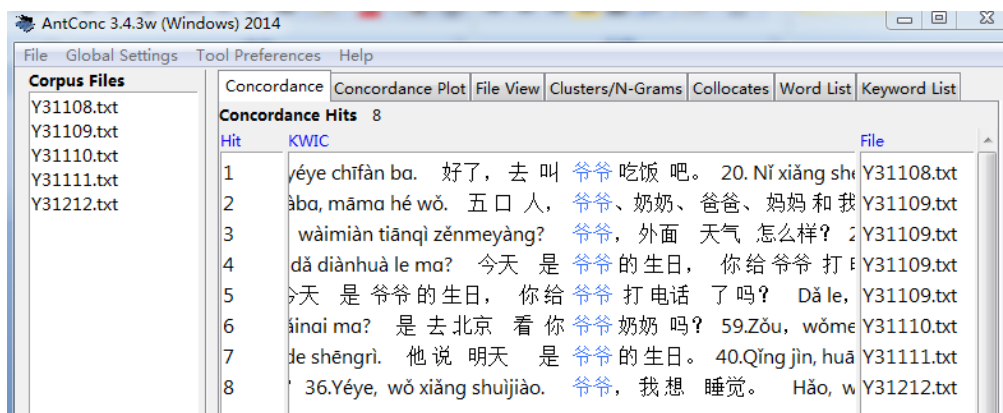 AntConc 3.4.3w (Windows) 2014
File Global Settings Tool Preferences Help
Corpus Files
Y31108.txt
Y31109.txt
Y31110.txt
Y31111.txt
Y31212.txt
Concordance Concordance Plot File View Clusters/N-Grams Collocates Word List Keyword List
Concordance Hits 8
Hit KWIC File
1 yéye chīfàn ba. 好了，去 叫 爷爷 吃饭 吧。 20. Nǐ xiǎng Y31108.txt
2 màma hé wǒ. 五 口 人， 爷爷、奶奶、爸爸、妈妈 和 我 Y31109.txt
3 wàimiàn tiānqì zěnmeyàng? 爷爷，外面 天气 怎么样？ Y31109.txt
4 dǎ diànhuà le ma? 今天 是 爷爷 的 生日， 你 给 爷爷 打 Y31109.txt
5 天 是 爷爷 的 生日， 你 给 爷爷 打 电话 了 吗？ Dǎ le, Y31109.txt
6 ma? 是 去 北京 看 你 爷爷 奶奶 吗？ 59.Zǒu，wǒme Y31110.txt
7 de shēngrì. 他 说 明天 是 爷爷 的 生日。 40.Qǐng jìn, huā Y31111.txt
8 36.Yéye, wǒ xiǎng shuìjiào. 爷爷，我 想 睡觉。 Hǎo, w Y31212.txt